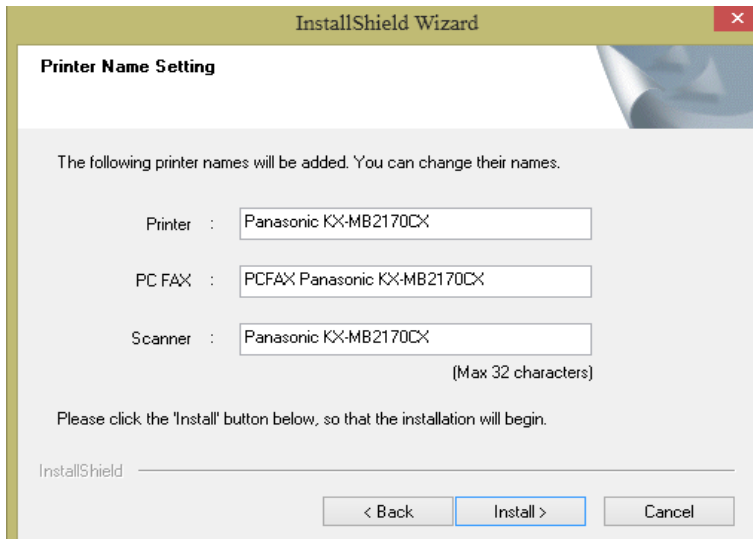 InstallShield Wizard
Printer Name Setting
The following printer names will be added. You can change their names.
Printer : Panasonic KX-MB2170CX
PC FAX : PCFAX Panasonic KX-MB2170CX
Scanner : Panasonic KX-MB2170CX
(Max 32 characters)
Please click the 'Install' button below, so that the installation will begin.
InstallShield
< Back Install > Cancel